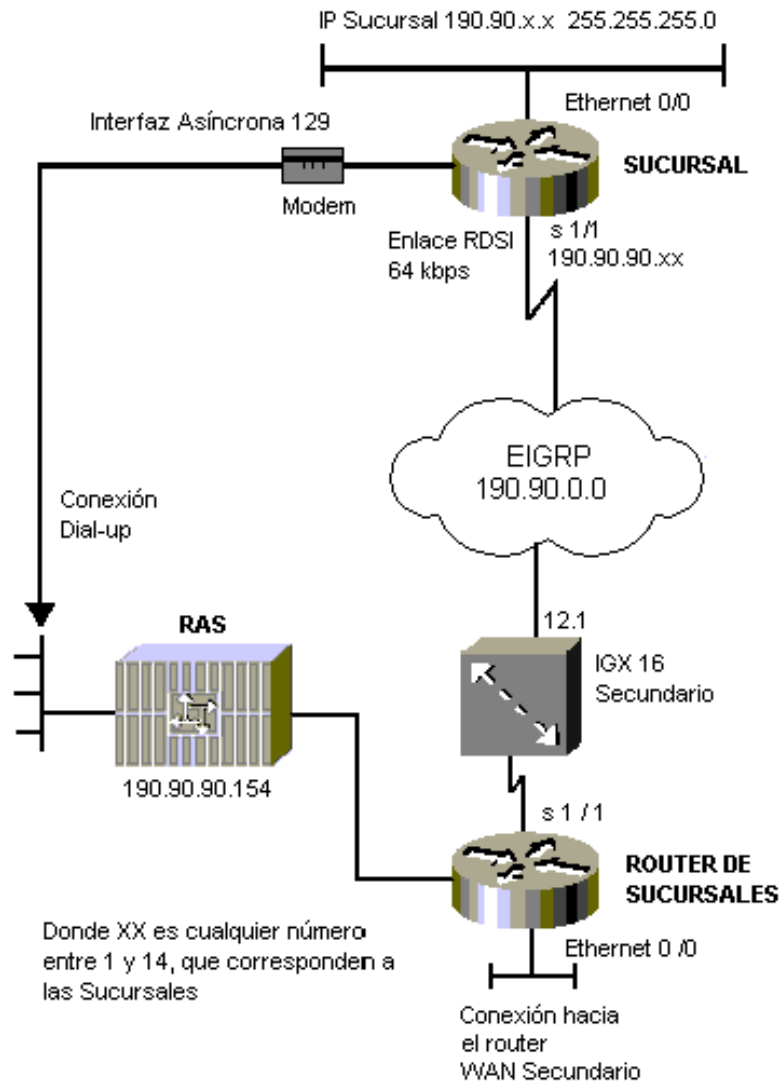 IP Sucursal 190.90.x.x 255.255.255.0
Ethernet 0/0
Interfaz Asíncrona 129
SUCURSAL
Modem
Enlace RDSI
64 kbps
s 1/1
190.90.90.xx
EIGRP
190.90.0.0
Conexión
Dial-up
RAS
12.1
IGX 16
Secundario
190.90.90.154
s 1 / 1
ROUTER DE
SUCURSALES
Donde XX es cualquier número
entre 1 y 14, que corresponden a
las Sucursales
Ethernet 0 /0
Conexión hacia
el router
WAN Secundario